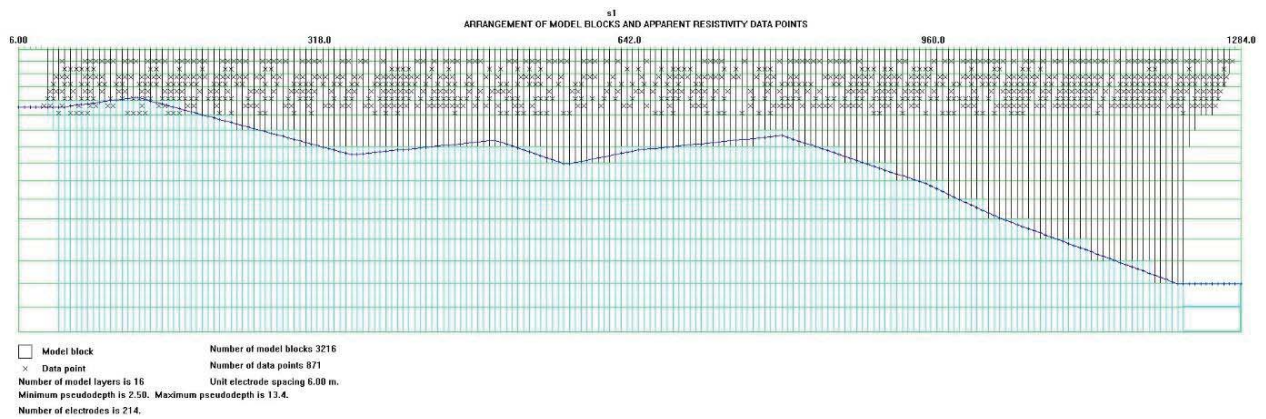 s1
ARRANGEMENT OF MODEL BLOCKS AND APPARENT RESISTIVITY DATA POINTS
6.00 318.0 642.0 960.0 1284.0
Model block Number of model blocks 3216
× Data point Number of data points 871
Number of model layers is 16 Unit electrode spacing 6.00 m.
Minimum pseudodepth is 2.50. Maximum pseudodepth is 13.4.
Number of electrodes is 214.